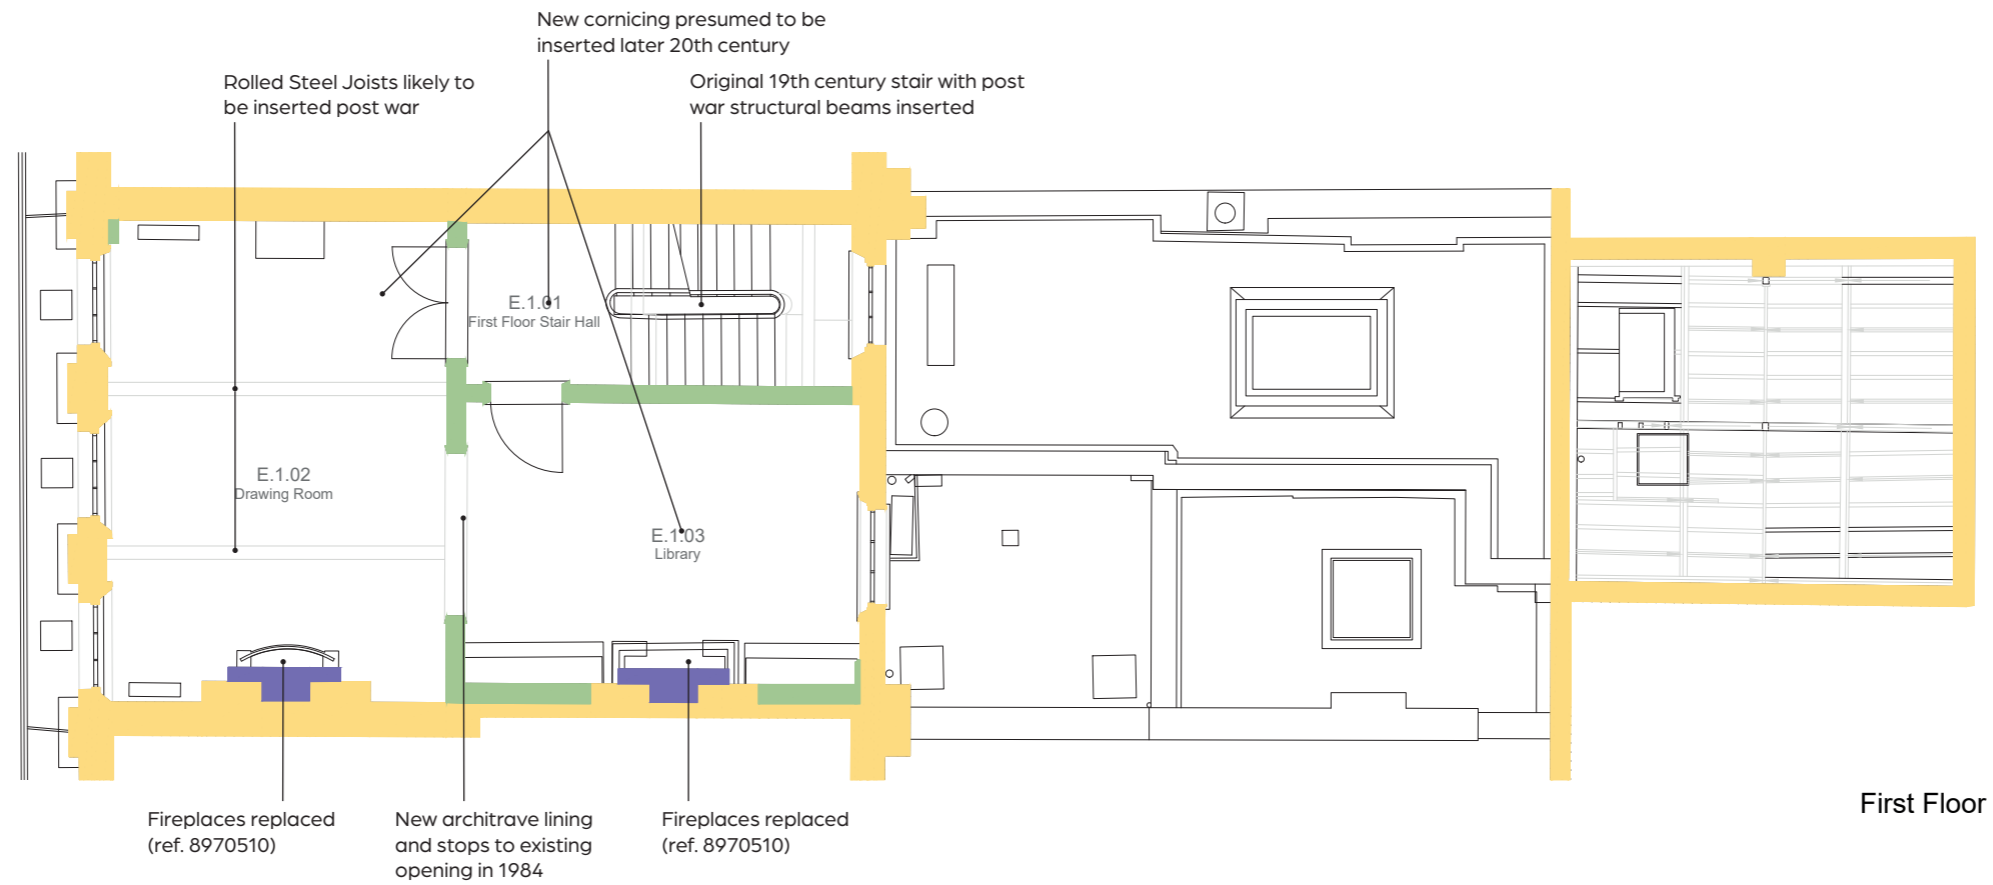 New cornicing presumed to be
inserted later 20th century
Rolled Steel Joists likely to
be inserted post war
Original 19th century stair with post
war structural beams inserted
E.1.01
First Floor Stair Hall
E.1.02
Drawing Room
E.1.03
Library
First Floor
Fireplaces replaced
(ref. 8970510)
New architrave lining
and stops to existing
opening in 1984
Fireplaces replaced
(ref. 8970510)